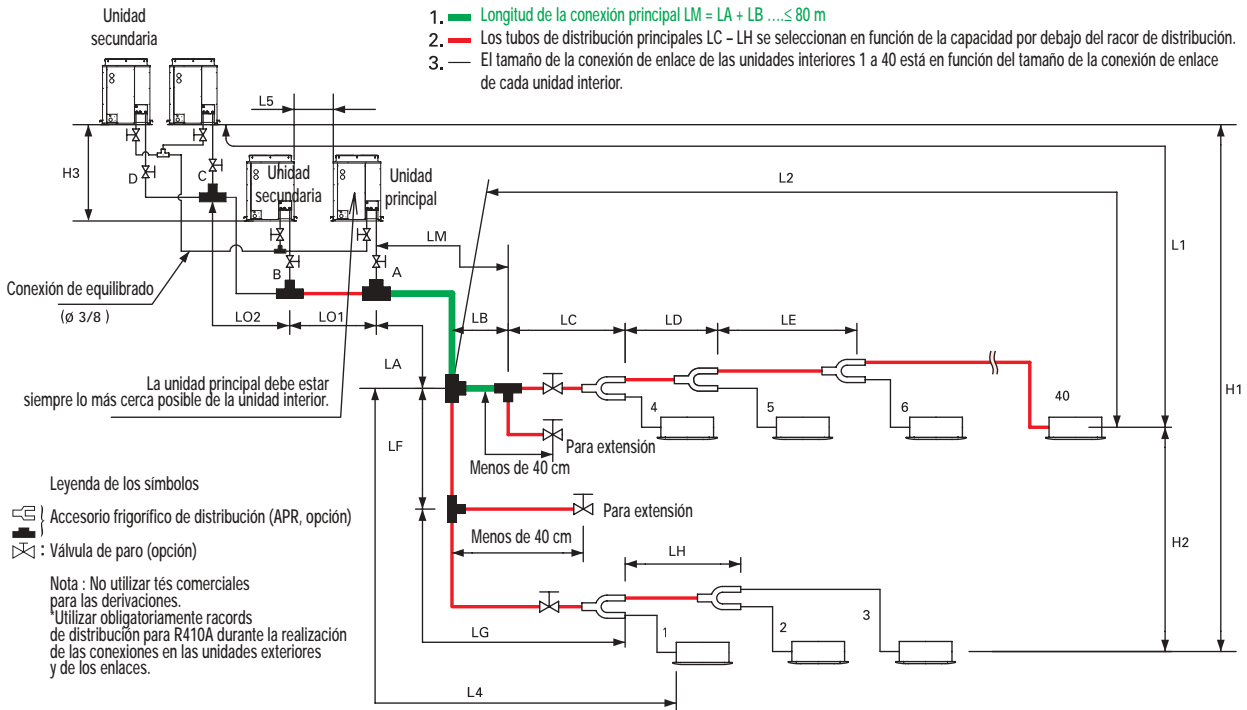 Unidad
secundaria
1. Longitud de la conexión principal LM = LA + LB ....≤ 80 m
2. Los tubos de distribución principales LC – LH se seleccionan en función de la capacidad por debajo del racor de distribución.
3. El tamaño de la conexión de enlace de las unidades interiores 1 a 40 está en función del tamaño de la conexión de enlace
de cada unidad interior.
L5
H3
D
C
Unidad
secundaria
Unidad
principal
L2
L1
LM
B
A
Conexión de equilibrado
(ø 3/8 )
LO2
LO1
LB
LC
LD
LE
LA
H1
La unidad principal debe estar
siempre lo más cerca posible de la unidad interior.
4
5
6
40
Para extensión
Menos de 40 cm
LF
Leyenda de los símbolos
Accesorio frigorífico de distribución (APR, opción)
: Válvula de paro (opción)
Para extensión
Menos de 40 cm
H2
LH
Nota : No utilizar tés comerciales
para las derivaciones.
*Utilizar obligatoriamente racords
de distribución para R410A durante la realización
de las conexiones en las unidades exteriores
y de los enlaces.
LG
1
2
3
L4